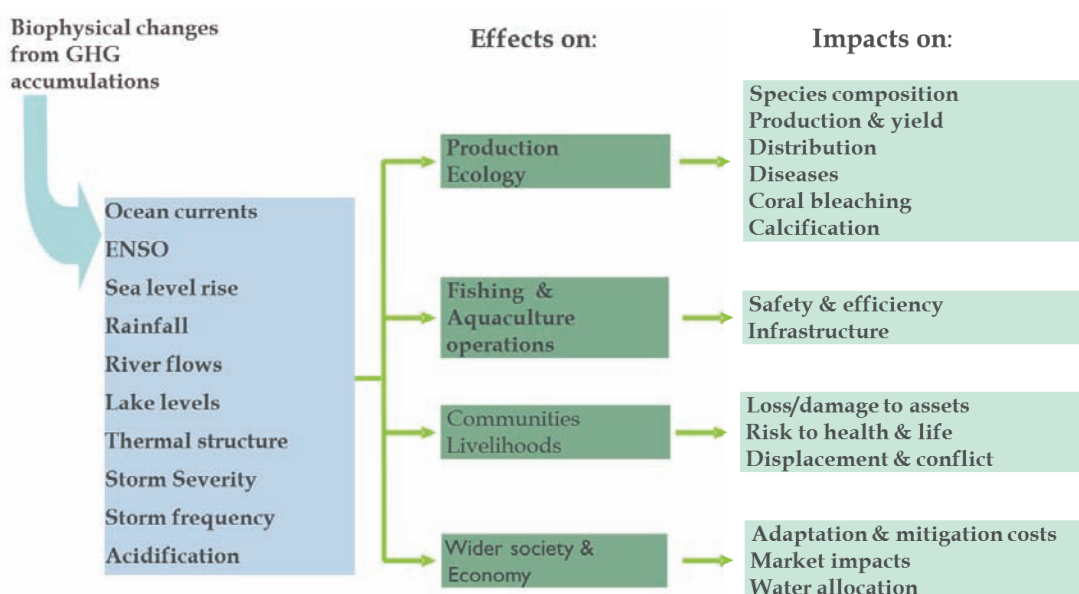 Biophysical changes
from GHG
accumulations
Effects on:
Impacts on:
Ocean currents
ENSO
Sea level rise
Rainfall
River flows
Lake levels
Thermal structure
Storm Severity
Storm frequency
Acidification
Production
Ecology
Species composition
Production & yield
Distribution
Diseases
Coral bleaching
Calcification
Fishing &
Aquaculture
operations
Safety & efficiency
Infrastructure
Communities
Livelihoods
Loss/damage to assets
Risk to health & life
Displacement & conflict
Wider society &
Economy
Adaptation & mitigation costs
Market impacts
Water allocation